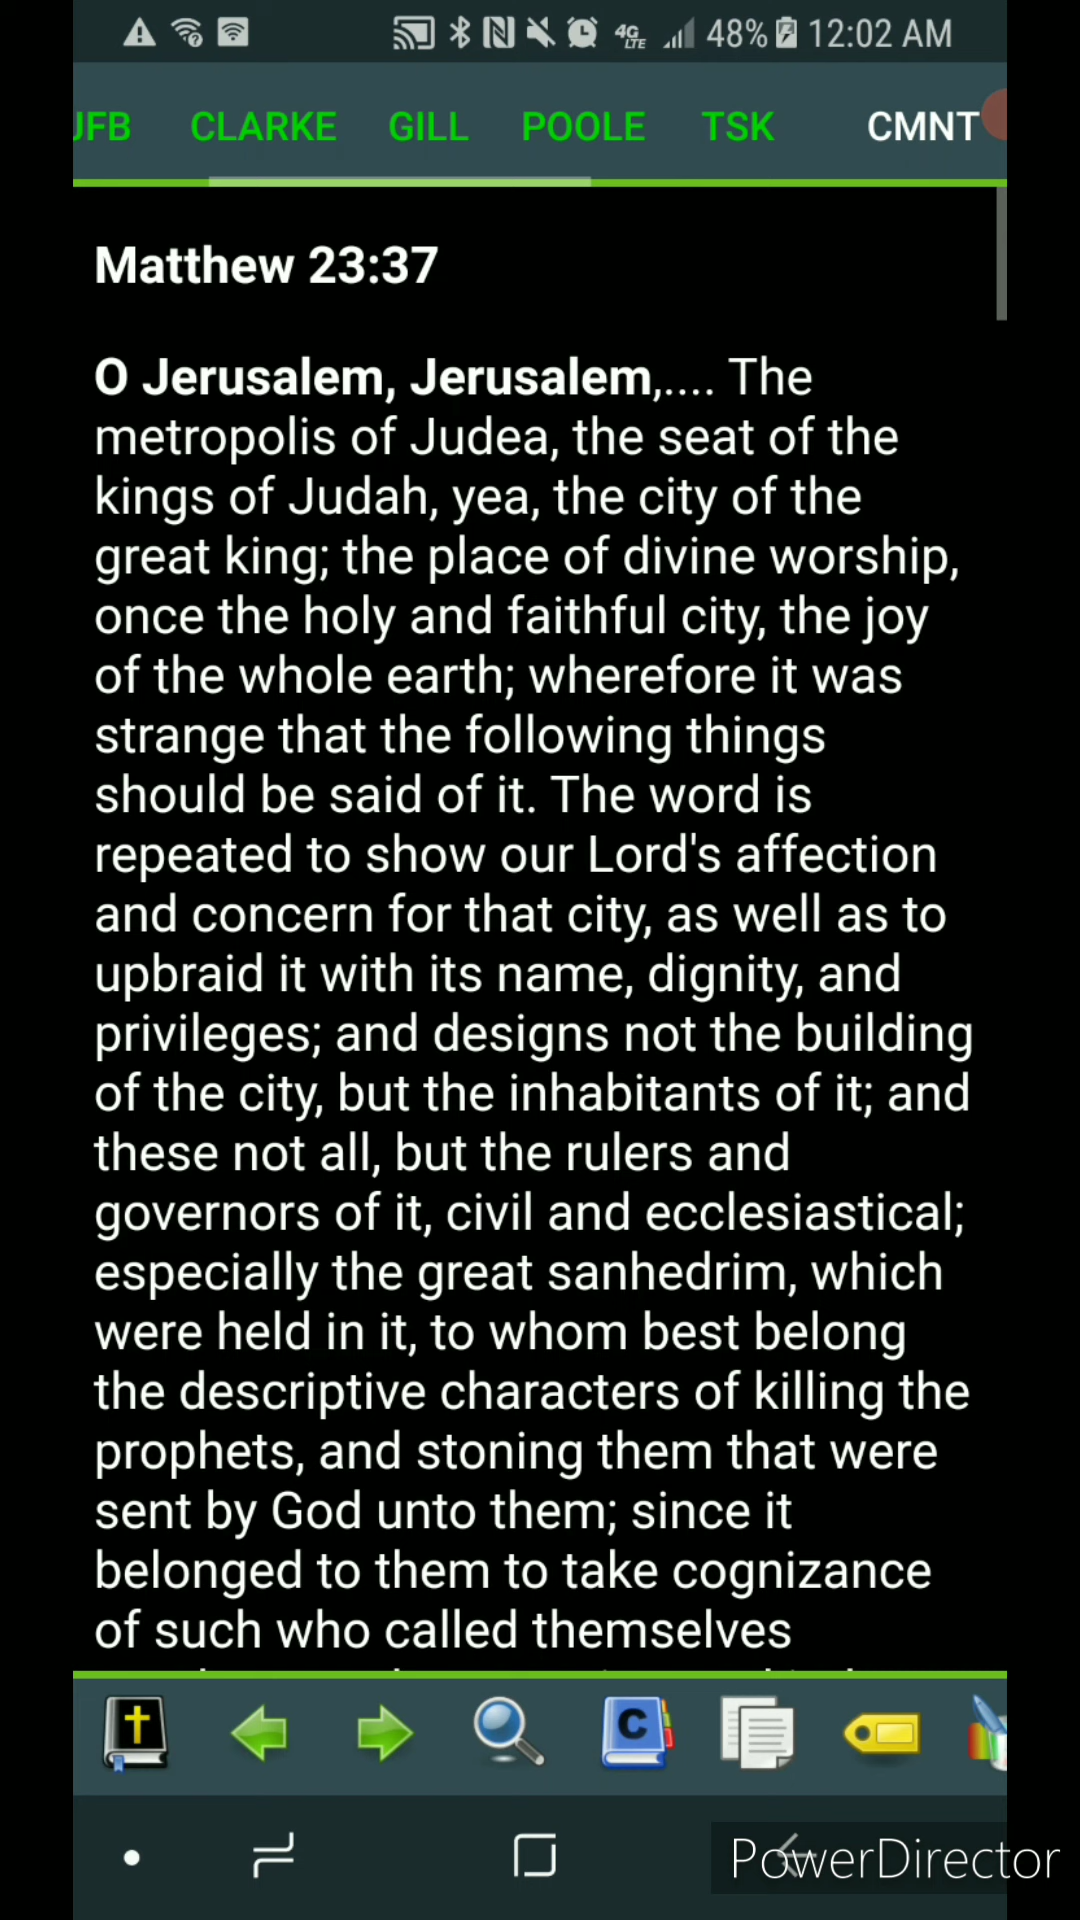 4G LTE 48% 12:02 AM
JFB CLARKE GILL POOLE TSK CMNT
Matthew 23:37
O Jerusalem, Jerusalem,.... The
metropolis of Judea, the seat of the
kings of Judah, yea, the city of the
great king; the place of divine worship,
once the holy and faithful city, the joy
of the whole earth; wherefore it was
strange that the following things
should be said of it. The word is
repeated to show our Lord's affection
and concern for that city, as well as to
upbraid it with its name, dignity, and
privileges; and designs not the building
of the city, but the inhabitants of it; and
these not all, but the rulers and
governors of it, civil and ecclesiastical;
especially the great sanhedrim, which
were held in it, to whom best belong
the descriptive characters of killing the
prophets, and stoning them that were
sent by God unto them; since it
belonged to them to take cognizance
of such who called themselves
C
PowerDirector